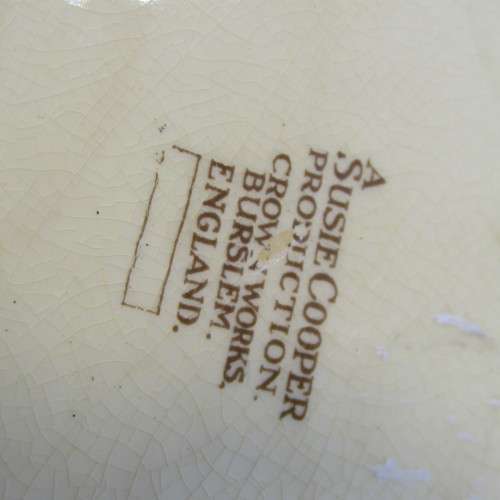 A
SUSIE COOPER
PRODUCTION.
CROWN WORKS,
BURSLEM.
ENGLAND.